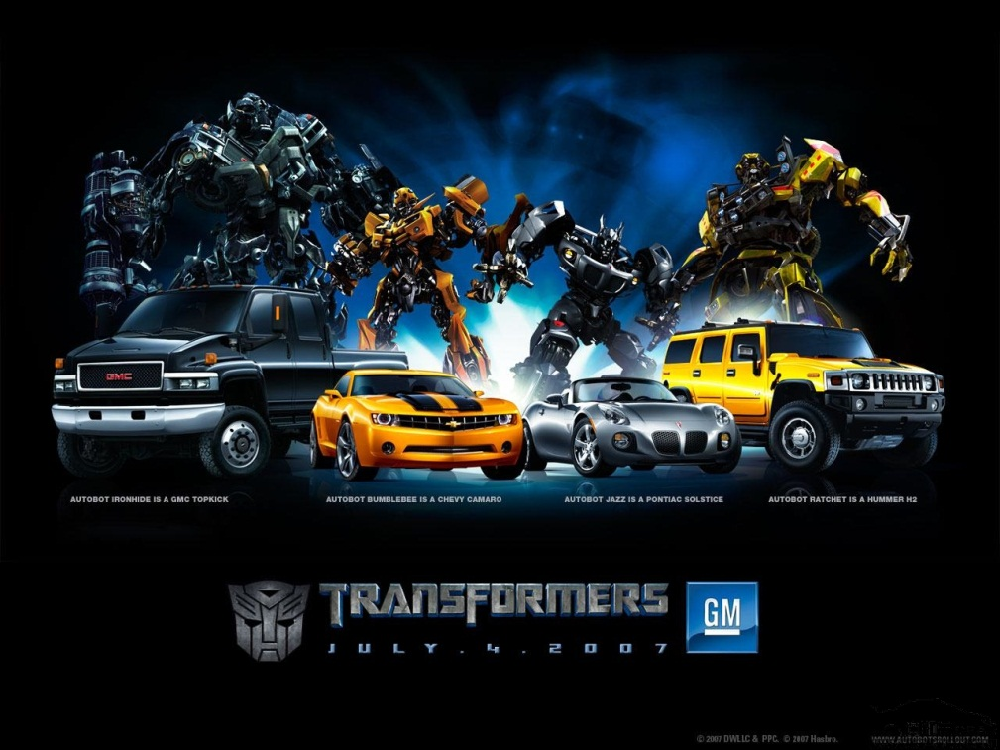 GMC
AUTOBOT IRONHIDE IS A GMC TOPKICK
AUTOBOT BUMBLEBEE IS A CHEVY CAMARO
AUTOBOT JAZZ IS A PONTIAC SOLSTICE
AUTOBOT RATCHET IS A HUMMER H2
TRANSFORMERS
GM
JULY.4.2007
© 2007 DWLLC & PPC. © 2007 Hasbro.
WWW.AUTOBOTSROLLOUT.COM